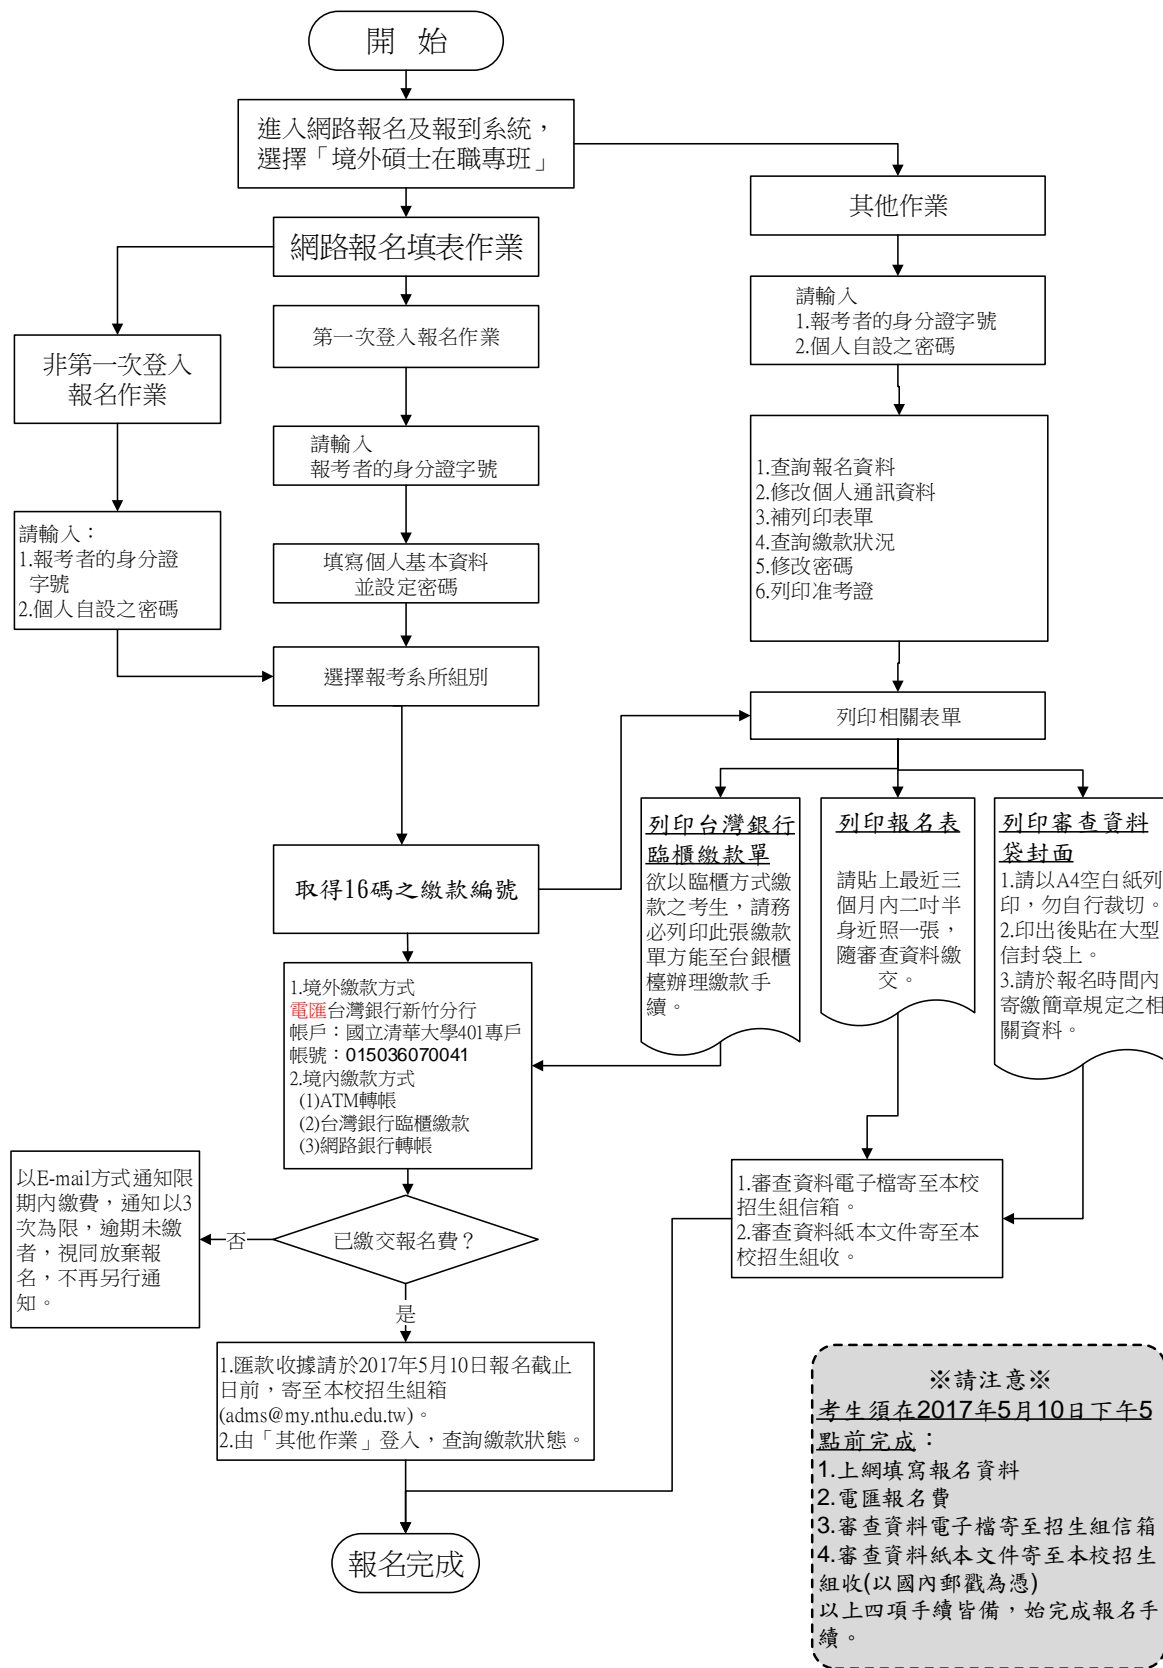 開 始
進入網路報名及報到系統，
選擇「境外碩士在職專班」
其他作業
網路報名填表作業
請輸入
1.報考者的身分證字號
2.個人自設之密碼
第一次登入報名作業
非第一次登入
報名作業
請輸入
報考者的身分證字號
1.查詢報名資料
2.修改個人通訊資料
3.補列印表單
4.查詢繳款狀況
5.修改密碼
6.列印准考證
請輸入：
1.報考者的身分證
字號
2.個人自設之密碼
填寫個人基本資料
並設定密碼
選擇報考系所組別
列印相關表單
列印台灣銀行
臨櫃繳款單
欲以臨櫃方式繳
款之考生，請務
必列印此張繳款
單方能至台銀櫃
檯辦理繳款手
續。
列印報名表
請貼上最近三
個月內二吋半
身近照一張，
隨審查資料繳
交。
列印審查資料
袋封面
1.請以A4空白紙列
印，勿自行裁切。
2.印出後貼在大型
信封袋上。
3.請於報名時間內
寄繳簡章規定之相
關資料。
取得16碼之繳款編號
1.境外繳款方式
電匯台灣銀行新竹分行
帳戶：國立清華大學401專戶
帳號：015036070041
2.境內繳款方式
(1)ATM轉帳
(2)台灣銀行臨櫃繳款
(3)網路銀行轉帳
以E-mail方式通知限
期內繳費，通知以3
次為限，逾期未繳
者，視同放棄報
名，不再另行通
知。
否
已繳交報名費？
1.審查資料電子檔寄至本校
招生組信箱。
2.審查資料紙本文件寄至本
校招生組收。
是
1.匯款收據請於2017年5月10日報名截止
日前，寄至本校招生組箱
(adms@my.nthu.edu.tw)。
2.由「其他作業」登入，查詢繳款狀態。
報名完成
※請注意※
考生須在2017年5月10日下午5
點前完成：
1.上網填寫報名資料
2.電匯報名費
3.審查資料電子檔寄至招生組信箱
4.審查資料紙本文件寄至本校招生
組收(以國內郵戳為憑)
以上四項手續皆備，始完成報名手
續。